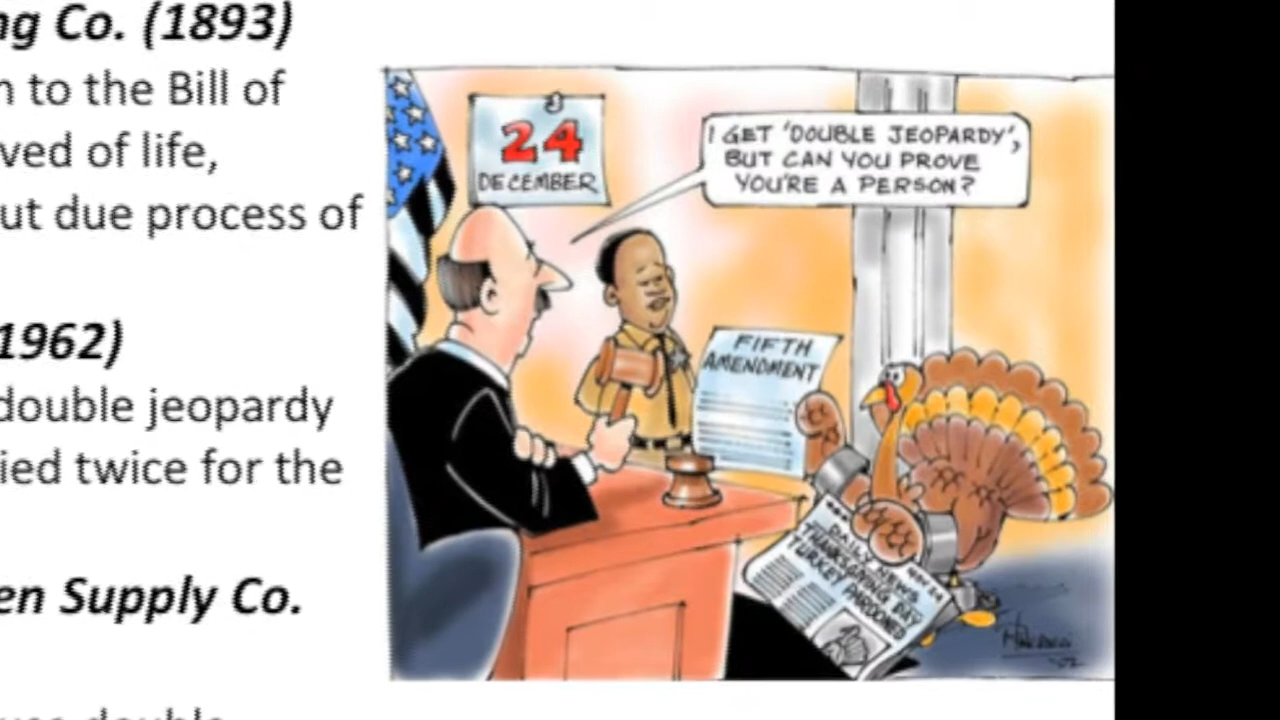 ng Co. (1893)
n to the Bill of
ved of life,
ut due process of
1962)
double jeopardy
ied twice for the
en Supply Co.
24
DECEMBER
I GET 'DOUBLE JEOPARDY',
BUT CAN YOU PROVE
YOU'RE A PERSON?
FIFTH
AMENDMENT
DAILY
THANKSGIVING DAY
TURKEY PARDONED